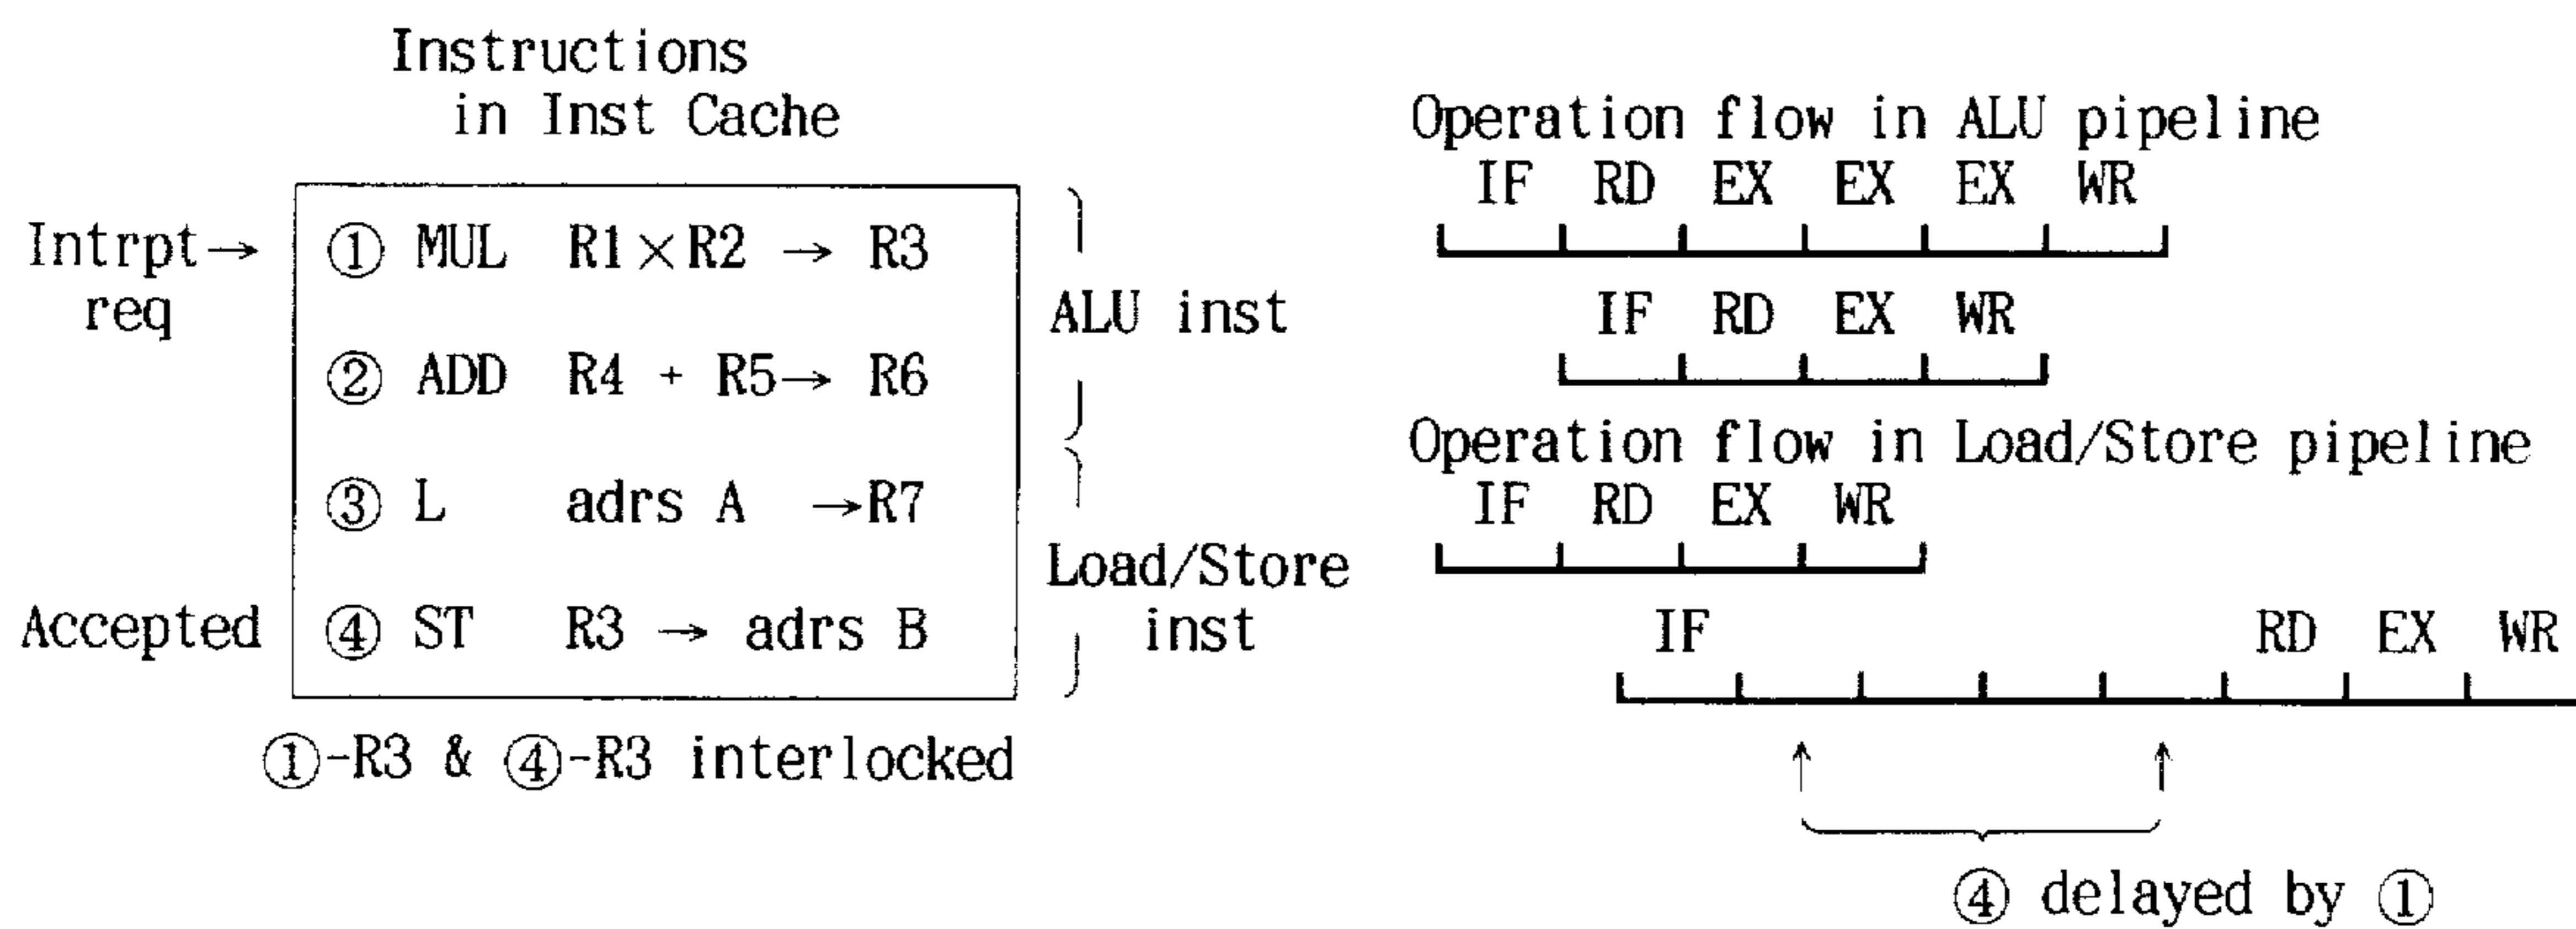 Instructions
in Inst Cache
Intrpt→
req
① MUL R1×R2 → R3
② ADD R4 + R5→ R6
③ L adrs A →R7
Accepted
④ ST R3 → adrs B
ALU inst
Load/Store
inst
①-R3 & ④-R3 interlocked
Operation flow in ALU pipeline
IF RD EX EX EX WR
IF RD EX WR
Operation flow in Load/Store pipeline
IF RD EX WR
IF RD EX WR
④ delayed by ①